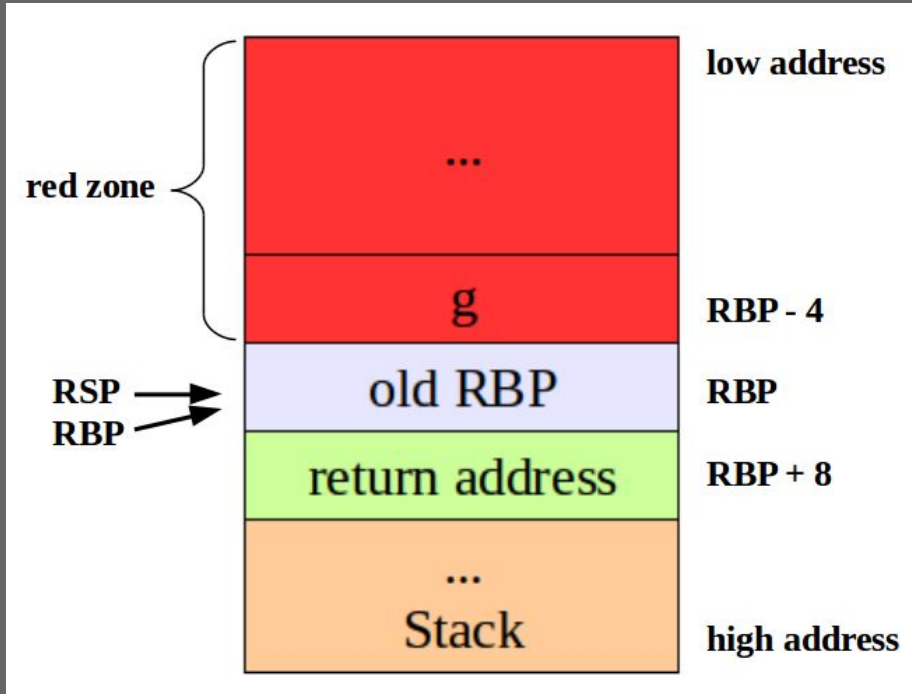 low address
...
red zone
g
RBP - 4
RSP
old RBP
RBP
RBP
return address
RBP + 8
...
Stack
high address